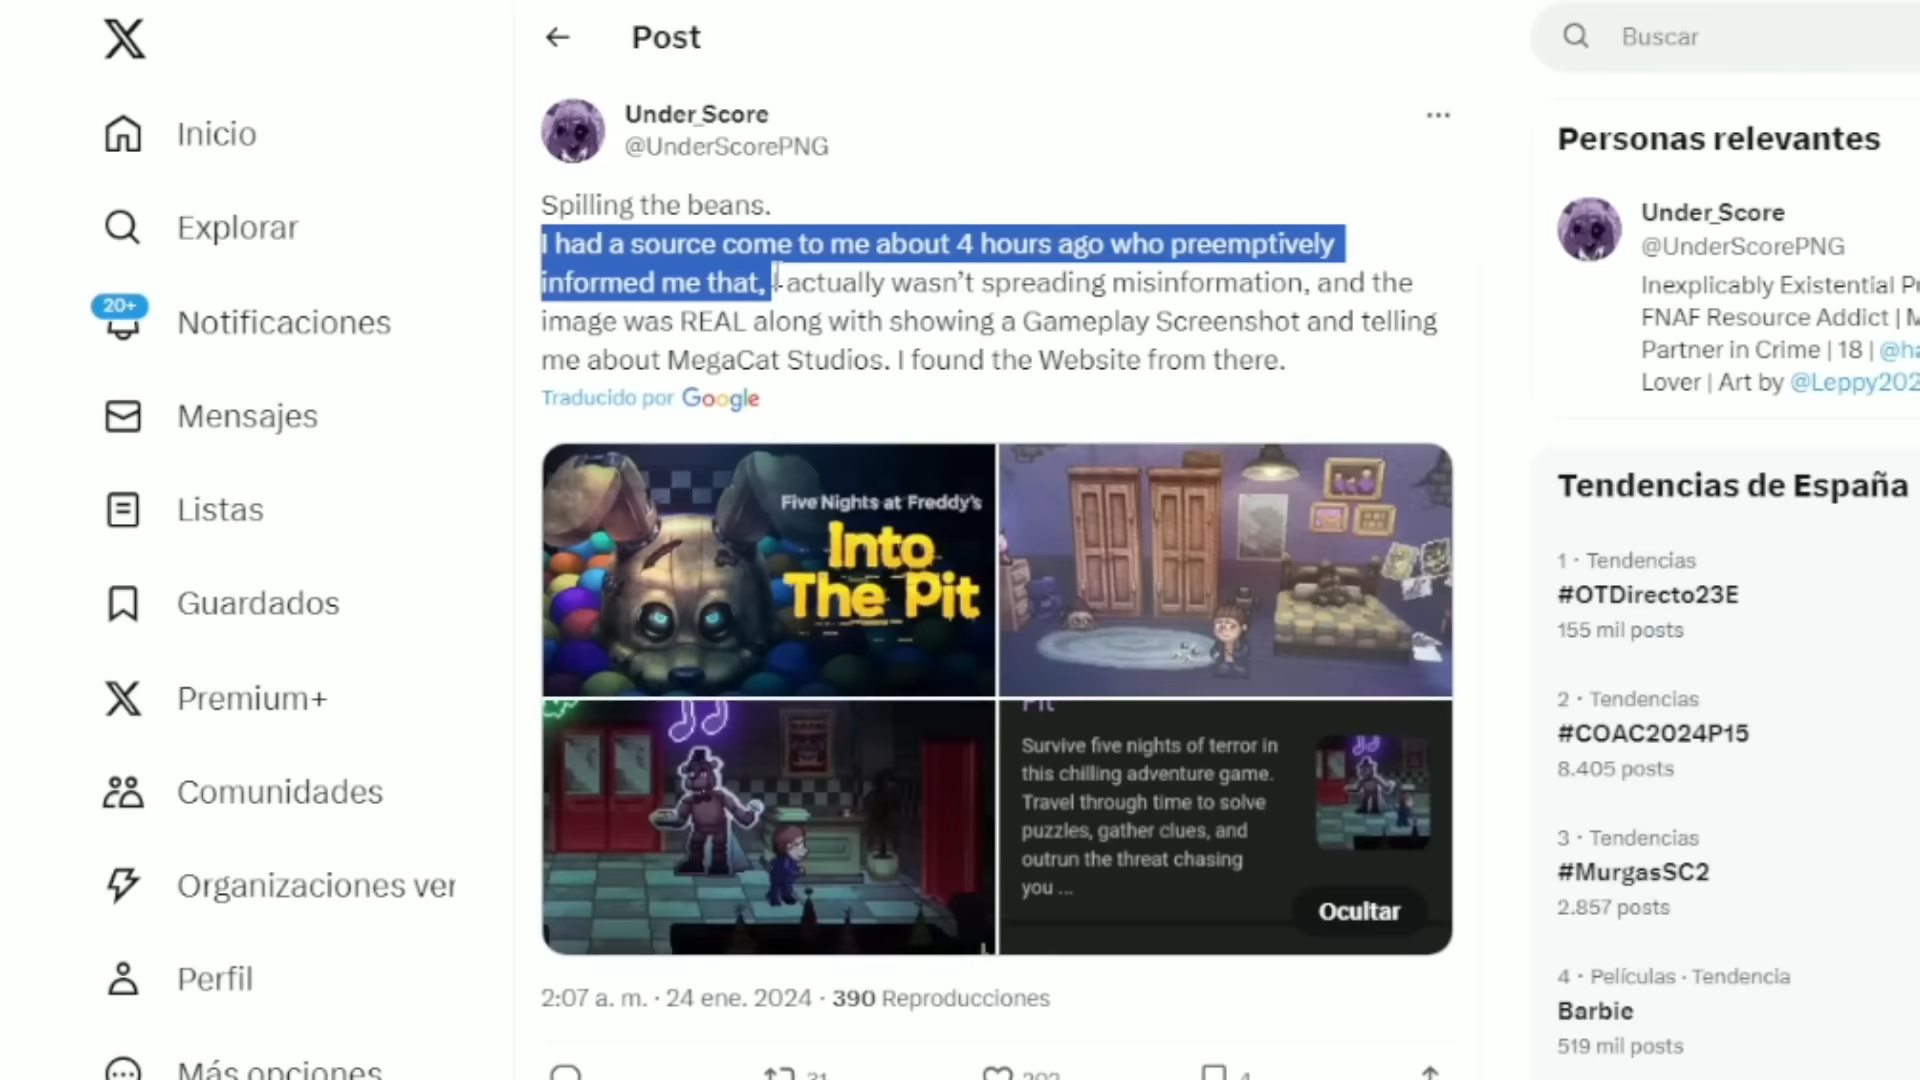 Post
Buscar
Inicio
Explorar
20+
Notificaciones
Mensajes
Listas
Guardados
Premium+
Comunidades
Organizaciones ver
Perfil
Más opciones
Under_Score
@UnderScorePNG
Spilling the beans.
I had a source come to me about 4 hours ago who preemptively
informed me that, I actually wasn't spreading misinformation, and the
image was REAL along with showing a Gameplay Screenshot and telling
me about MegaCat Studios. I found the Website from there.
Traducido por Google
Five Nights at Freddy's
Into
The Pit
Pit
Survive five nights of terror in
this chilling adventure game.
Travel through time to solve
puzzles, gather clues, and
outrun the threat chasing
you ...
Ocultar
2:07 a. m. · 24 ene. 2024 · 390 Reproducciones
31
202
4
Personas relevantes
Under_Score
@UnderScorePNG
Inexplicably Existential P
FNAF Resource Addict | M
Partner in Crime | 18 | @ha
Lover | Art by @Leppy202
Tendencias de España
1 · Tendencias
#OTDirecto23E
155 mil posts
2 · Tendencias
#COAC2024P15
8.405 posts
3 · Tendencias
#MurgasSC2
2.857 posts
4 · Películas · Tendencia
Barbie
519 mil posts